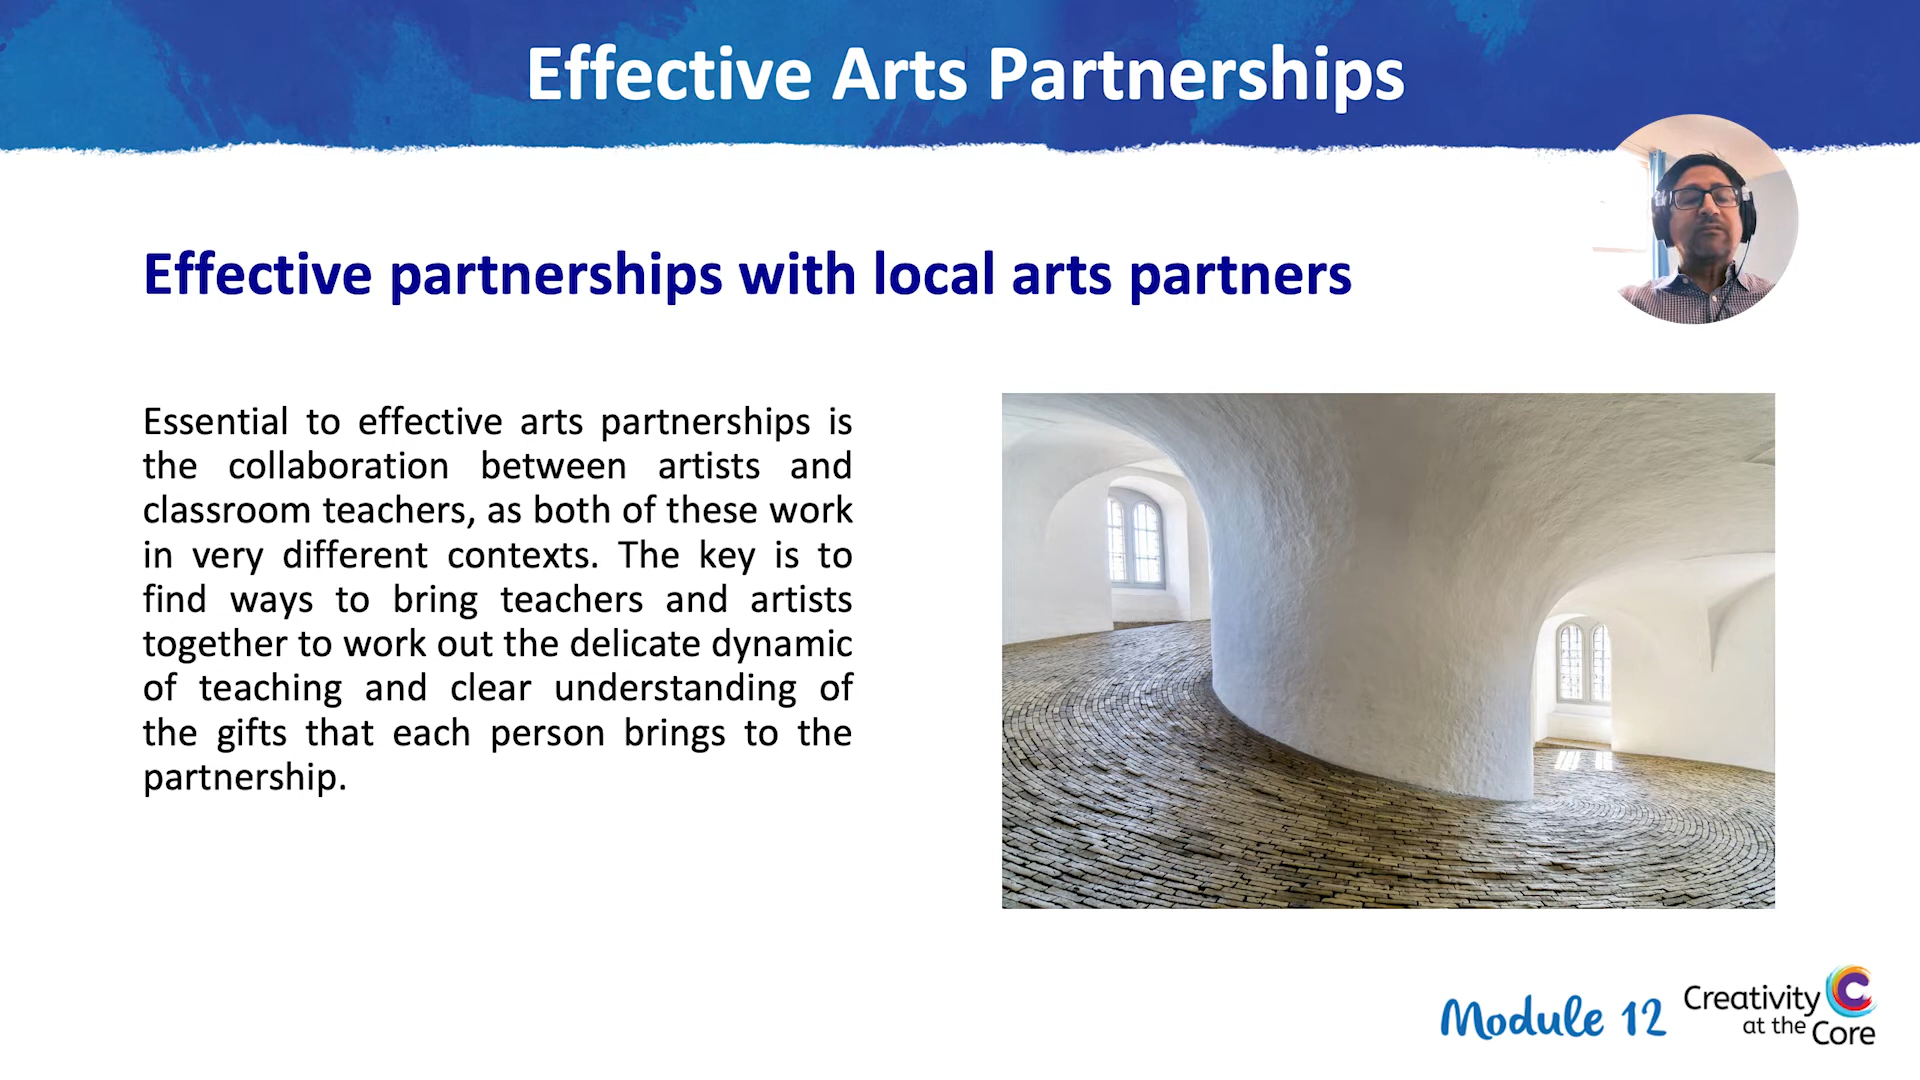 Effective Arts Partnerships
Effective partnerships with local arts partners
Essential to effective arts partnerships is
the collaboration between artists and
classroom teachers, as both of these work
in very different contexts. The key is to
find ways to bring teachers and artists
together to work out the delicate dynamic
of teaching and clear understanding of
the gifts that each person brings to the
partnership.
Module 12
Creativity
at the Core